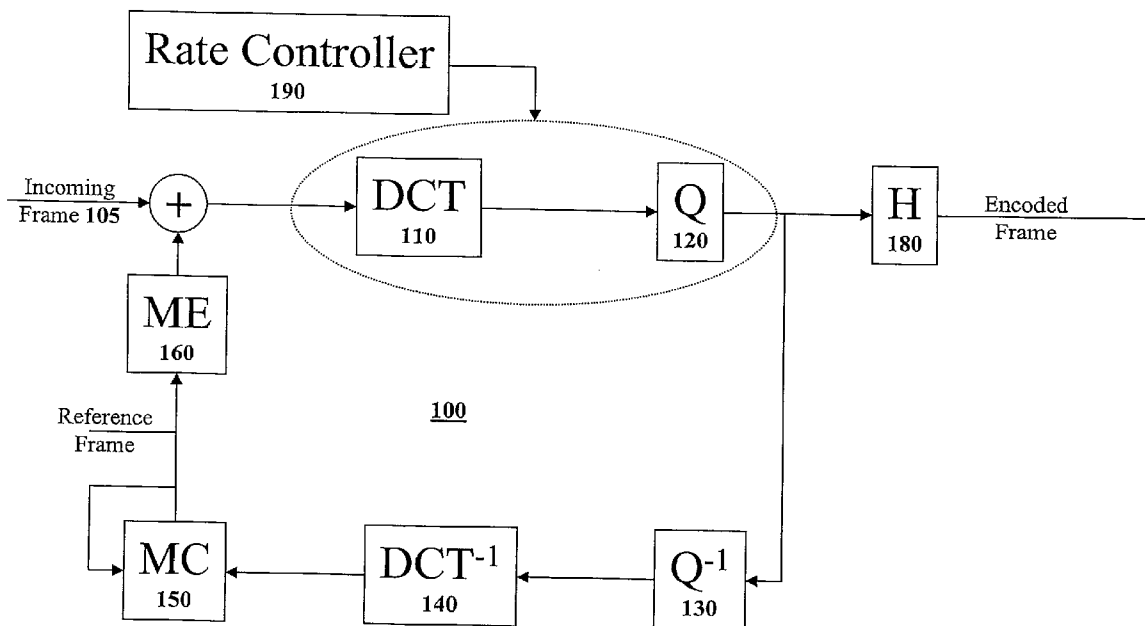 Rate Controller
190
Incoming
Frame 105
+
DCT
110
Q
120
H
180
Encoded
Frame
ME
160
Reference
Frame
100
MC
150
DCT-1
140
Q-1
130